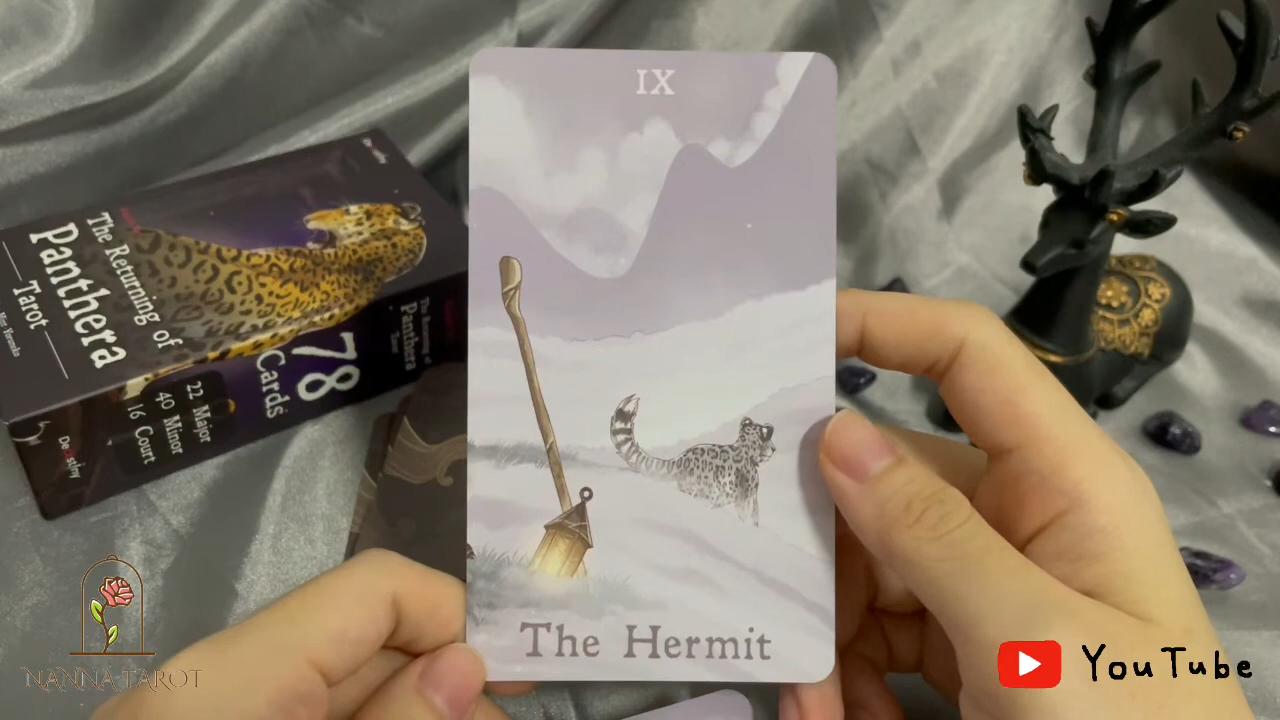 IX
The Hermit
The Returning of
Panthera
Tarot
78
Cards
22 Major
40 Minor
16 Court
The Returning of
Panthera
Tarot
NANNA TAROT
YouTube